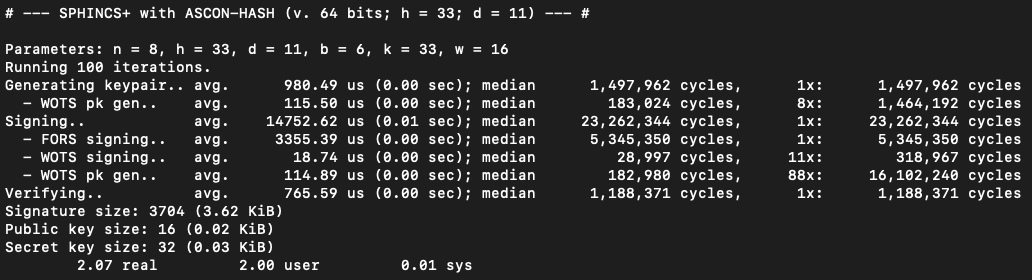 # --- SPHINCS+ with ASCON-HASH (v. 64 bits; h = 33; d = 11) --- #
Parameters: n = 8, h = 33, d = 11, b = 6, k = 33, w = 16
Running 100 iterations.
Generating keypair.. avg. 980.49 us (0.00 sec); median 1,497,962 cycles, 1x: 1,497,962 cycles
- WOTS pk gen.. avg. 115.50 us (0.00 sec); median 183,024 cycles, 8x: 1,464,192 cycles
Signing.. avg. 14752.62 us (0.01 sec); median 23,262,344 cycles, 1x: 23,262,344 cycles
- FORS signing.. avg. 3355.39 us (0.00 sec); median 5,345,350 cycles, 1x: 5,345,350 cycles
- WOTS signing.. avg. 18.74 us (0.00 sec); median 28,997 cycles, 11x: 318,967 cycles
- WOTS pk gen.. avg. 114.89 us (0.00 sec); median 182,980 cycles, 88x: 16,102,240 cycles
Verifying.. avg. 765.59 us (0.00 sec); median 1,188,371 cycles, 1x: 1,188,371 cycles
Signature size: 3704 (3.62 KiB)
Public key size: 16 (0.02 KiB)
Secret key size: 32 (0.03 KiB)
2.07 real 2.00 user 0.01 sys